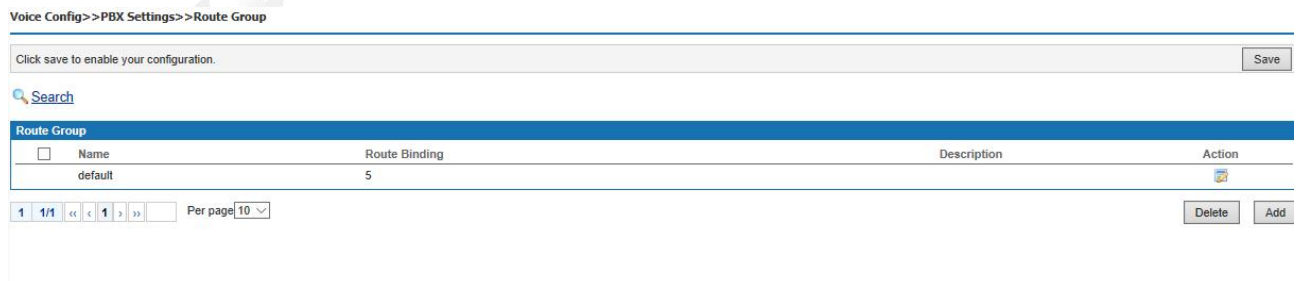 Voice Config>>PBX Settings>>Route Group
Click save to enable your configuration. Save
Search
Route Group
Name Route Binding Description Action
default 5
1 1/1 ‹‹ ‹ 1 › ›› Per page 10 Delete Add